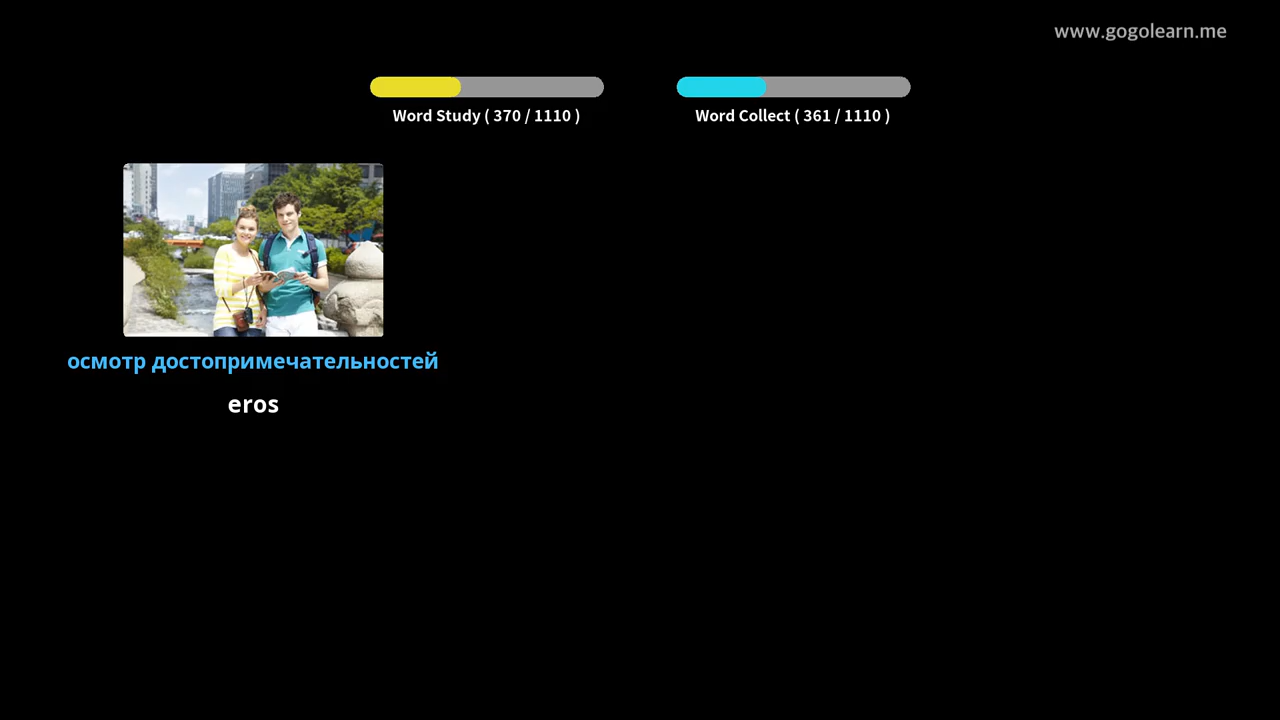 www.gogolearn.me
Word Study ( 370 / 1110 )
Word Collect ( 361 / 1110 )
осмотр достопримечательностей
eros